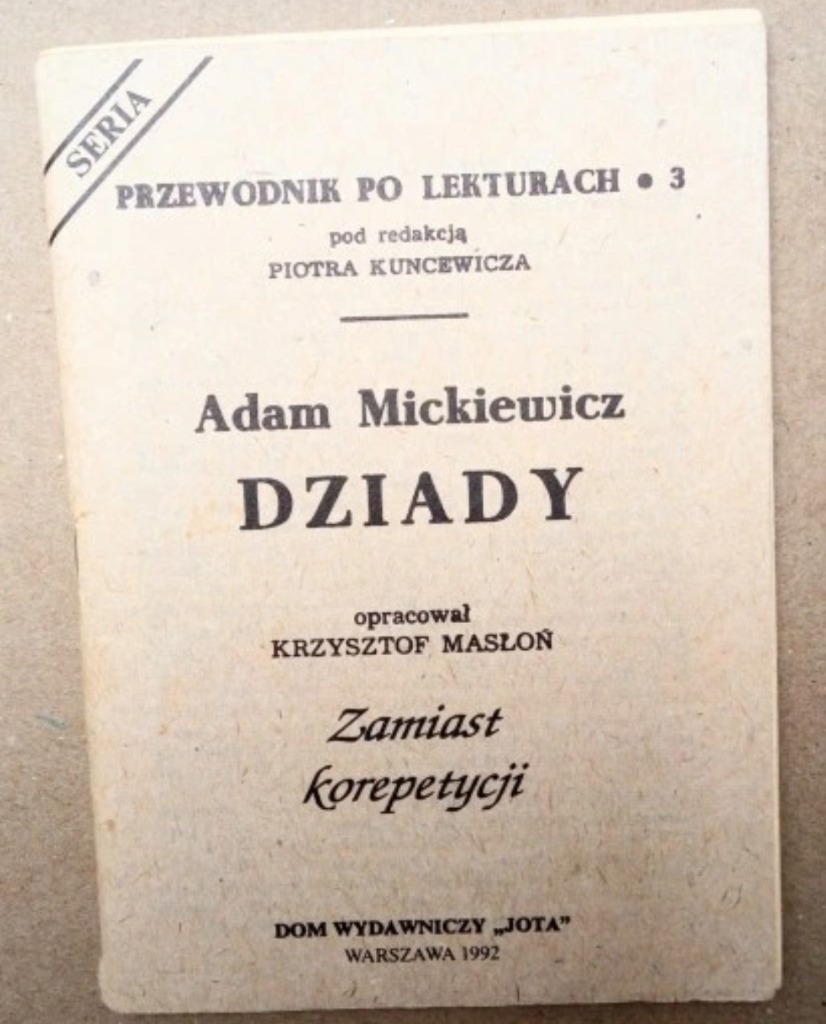 SERIA
PRZEWODNIK PO LEKTURACH • 3
pod redakcją
PIOTRA KUNCEWICZA
Adam Mickiewicz
DZIADY
opracował
KRZYSZTOF MASŁOŃ
Zamiast
korepetycji
DOM WYDAWNICZY „JOTA”
WARSZAWA 1992